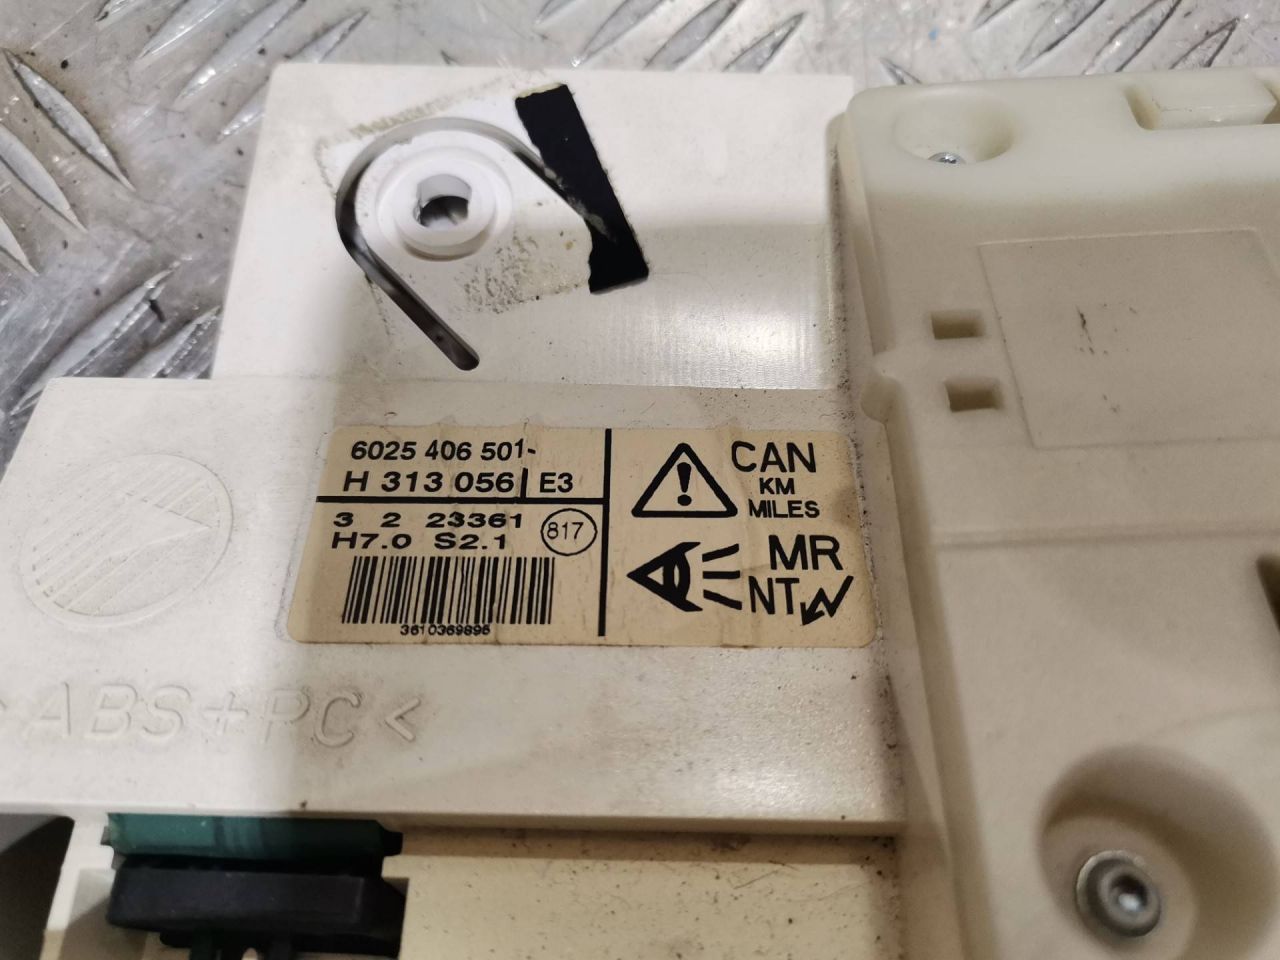 6025 406 501-
H 313 056 E3
3 2 23361
H7.0 S2.1
817
3610369896
CAN
KM
MILES
MR
NT
>ABS+PC<